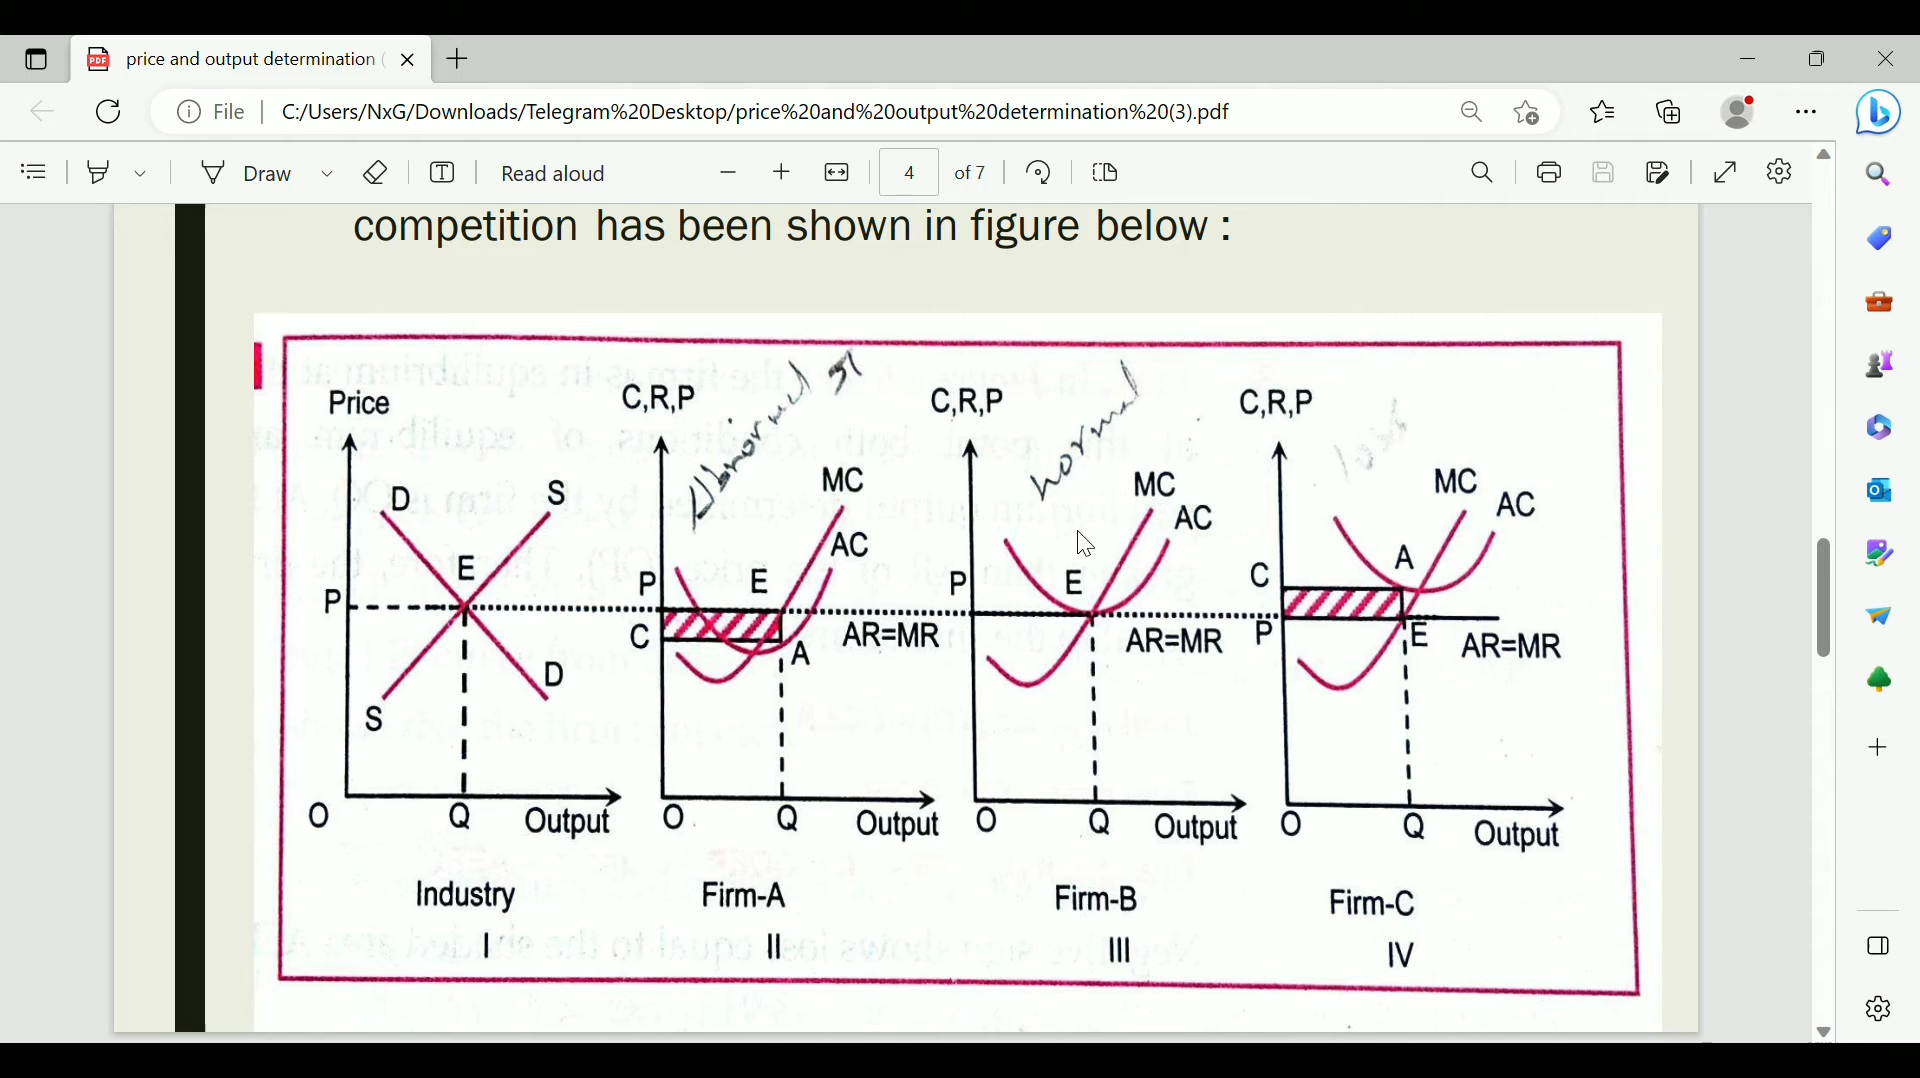 price and output determination (
File
C:/Users/NxG/Downloads/Telegram%20Desktop/price%20and%20output%20determination%20(3).pdf
Draw
Read aloud
4
of 7
competition has been shown in figure below :
Price
C,R,P
C,R,P
C,R,P
normal
D
S
MC
AC
MC
AC
MC
AC
E
P
P
E
P
E
C
A
C
A
AR=MR
AR=MR
P
E
AR=MR
D
S
O
Q
Output
O
Q
Output
O
Q
Output
O
Q
Output
Industry
Firm-A
Firm-B
Firm-C
I
II
III
IV